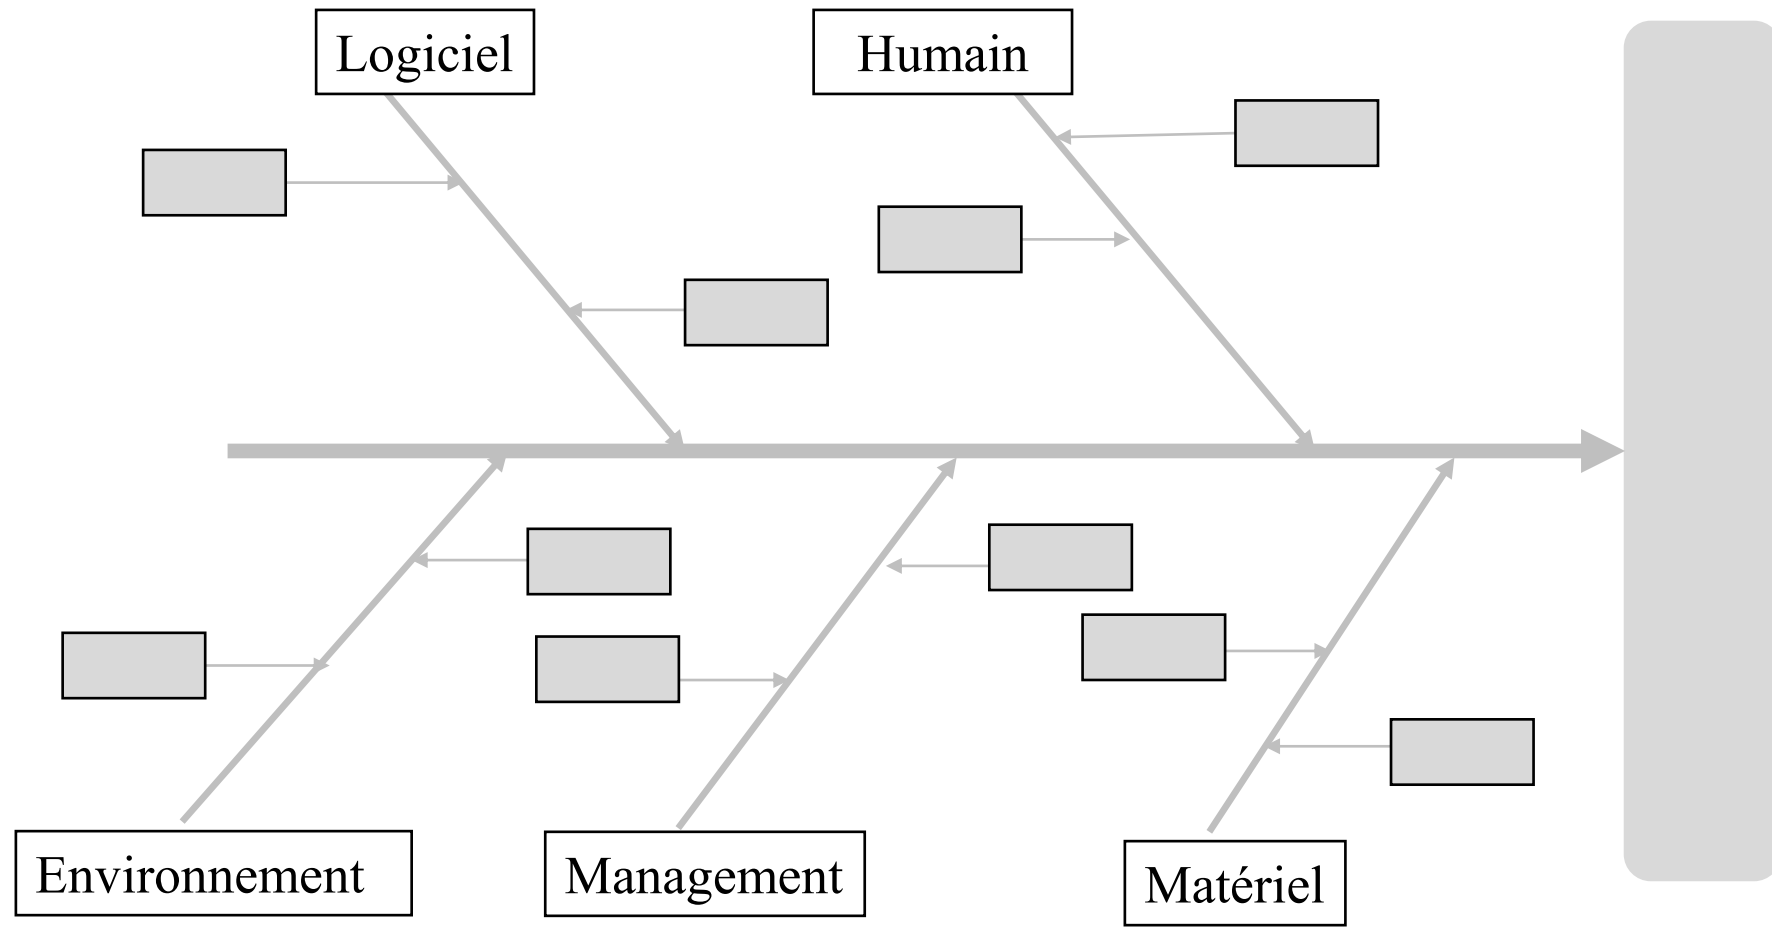 Logiciel
Humain
Environnement
Management
Matériel